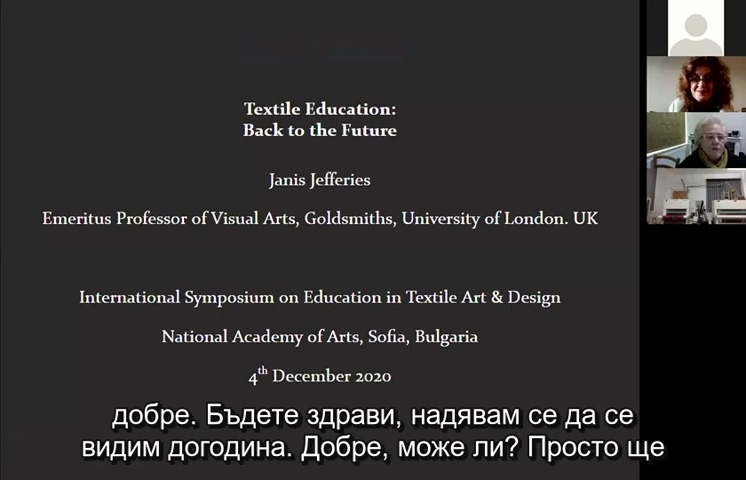 Textile Education:
Back to the Future
Janis Jefferies
Emeritus Professor of Visual Arts, Goldsmiths, University of London. UK
International Symposium on Education in Textile Art & Design
National Academy of Arts, Sofia, Bulgaria
4th December 2020
добре. Бъдете здрави, надявам се да се
видим догодина. Добре, може ли? Просто ще